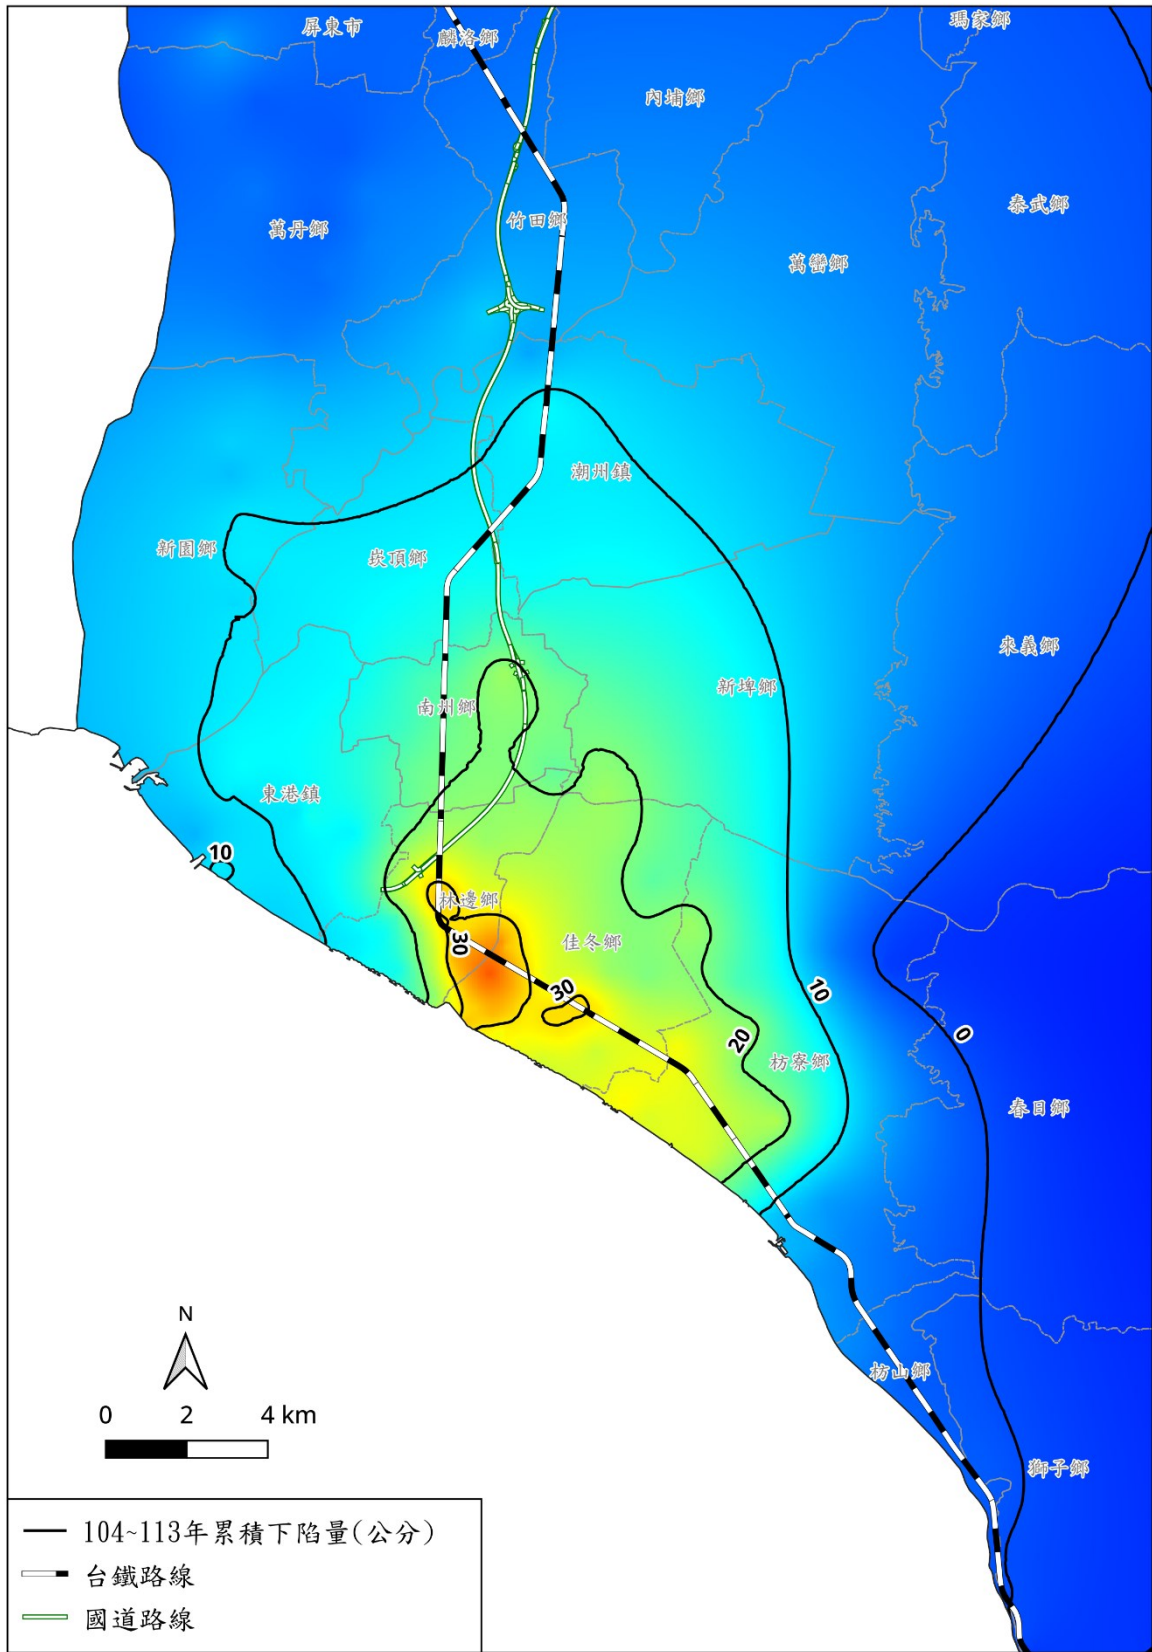 屏東市
麟洛鄉
瑪家鄉
內埔鄉
竹田鄉
泰武鄉
萬丹鄉
萬巒鄉
潮州鎮
新園鄉
崁頂鄉
來義鄉
新埤鄉
南州鄉
東港鎮
10
林邊鄉
佳冬鄉
30
30
10
20
0
枋寮鄉
春日鄉
枋山鄉
獅子鄉
N
0 2 4 km
104~113年累積下陷量(公分)
台鐵路線
國道路線